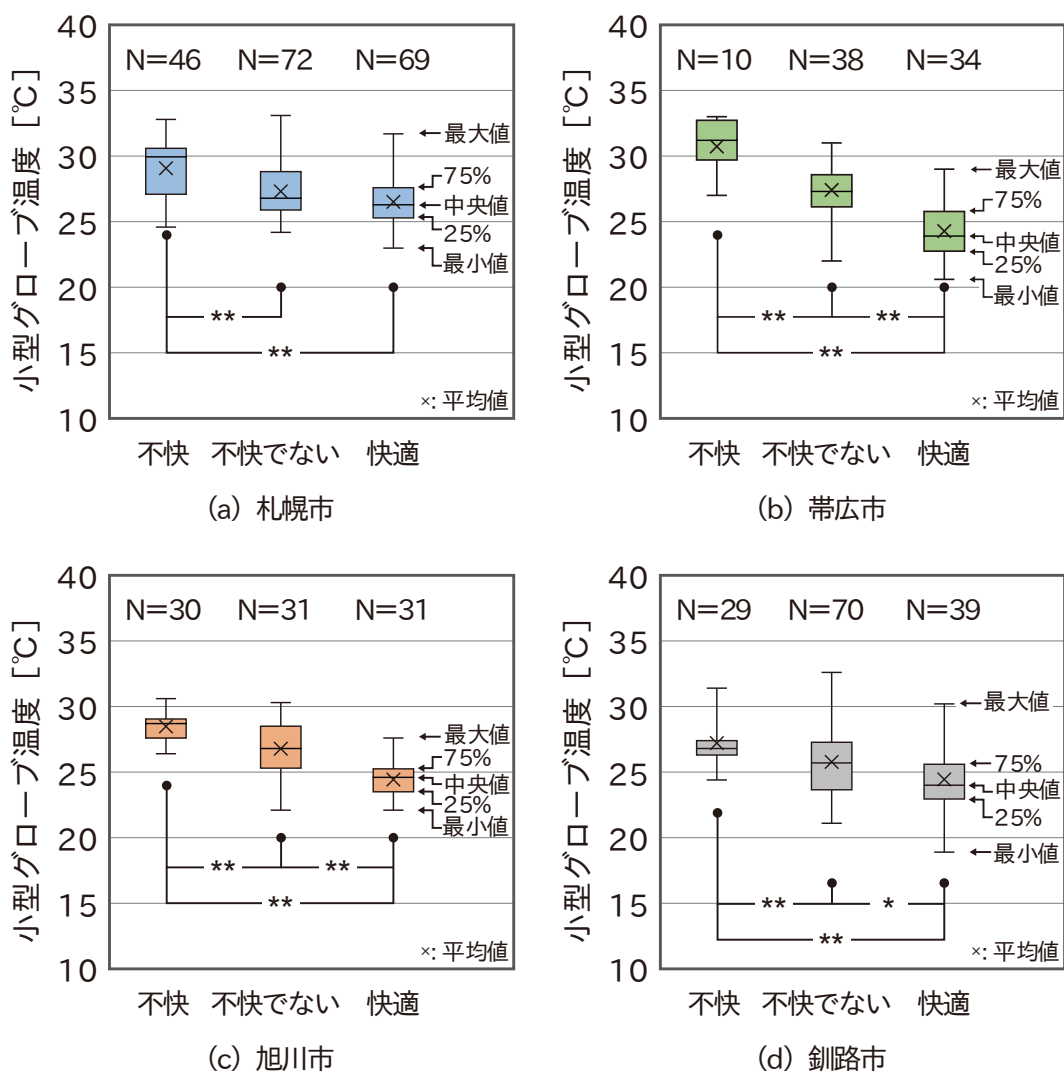 小型グローブ温度 [℃]
40
35
30
25
20
15
10
N=46 N=72 N=69
最大値
75%
中央値
25%
最小値
**
**
×: 平均値
不快 不快でない 快適
(a) 札幌市
小型グローブ温度 [℃]
40
35
30
25
20
15
10
N=10 N=38 N=34
最大値
75%
中央値
25%
最小値
** **
**
×: 平均値
不快 不快でない 快適
(b) 帯広市
小型グローブ温度 [℃]
40
35
30
25
20
15
10
N=30 N=31 N=31
最大値
75%
中央値
25%
最小値
** **
**
×: 平均値
不快 不快でない 快適
(c) 旭川市
小型グローブ温度 [℃]
40
35
30
25
20
15
10
N=29 N=70 N=39
最大値
75%
中央値
25%
最小値
** *
**
×: 平均値
不快 不快でない 快適
(d) 釧路市